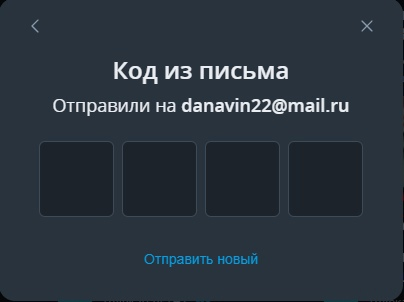 Код из письма
Отправили на danavin22@mail.ru
Отправить новый